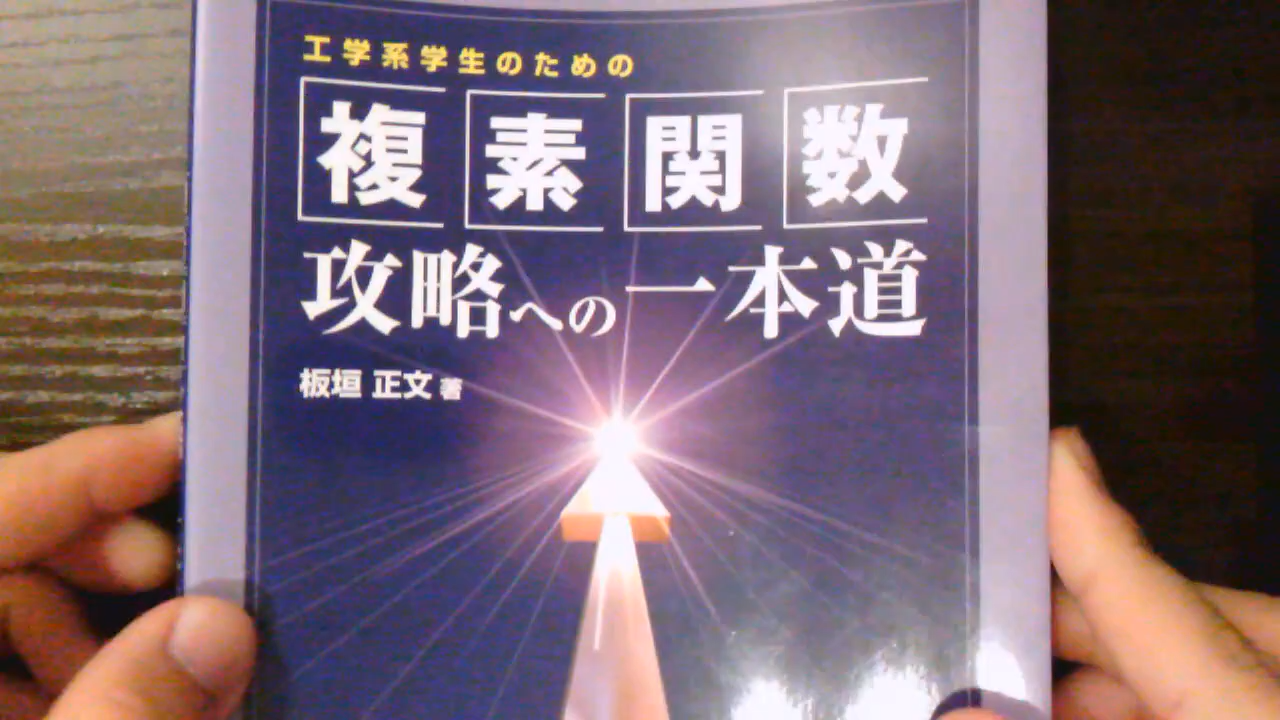 工学系学生のための
複素関数
攻略への一本道
板垣 正文 著